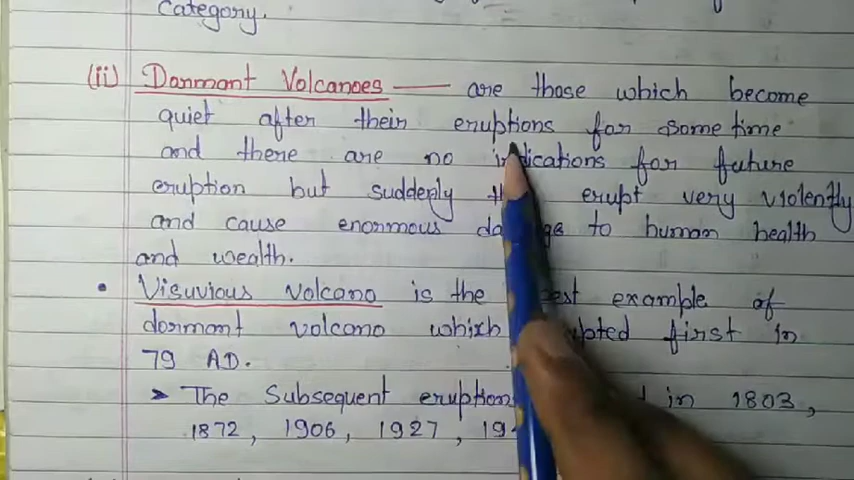 Category.
(ii) Dormant Volcanoes — are those which become
quiet after their eruptions for some time
and there are no indications for future
eruption but suddenly erupt very violently
and cause enormous to human health
and wealth.
• Visuvious volcano is the best example of
dormant volcano which first in
79 AD.
➤ The Subsequent eruption in 1803,
1872, 1906, 1927,